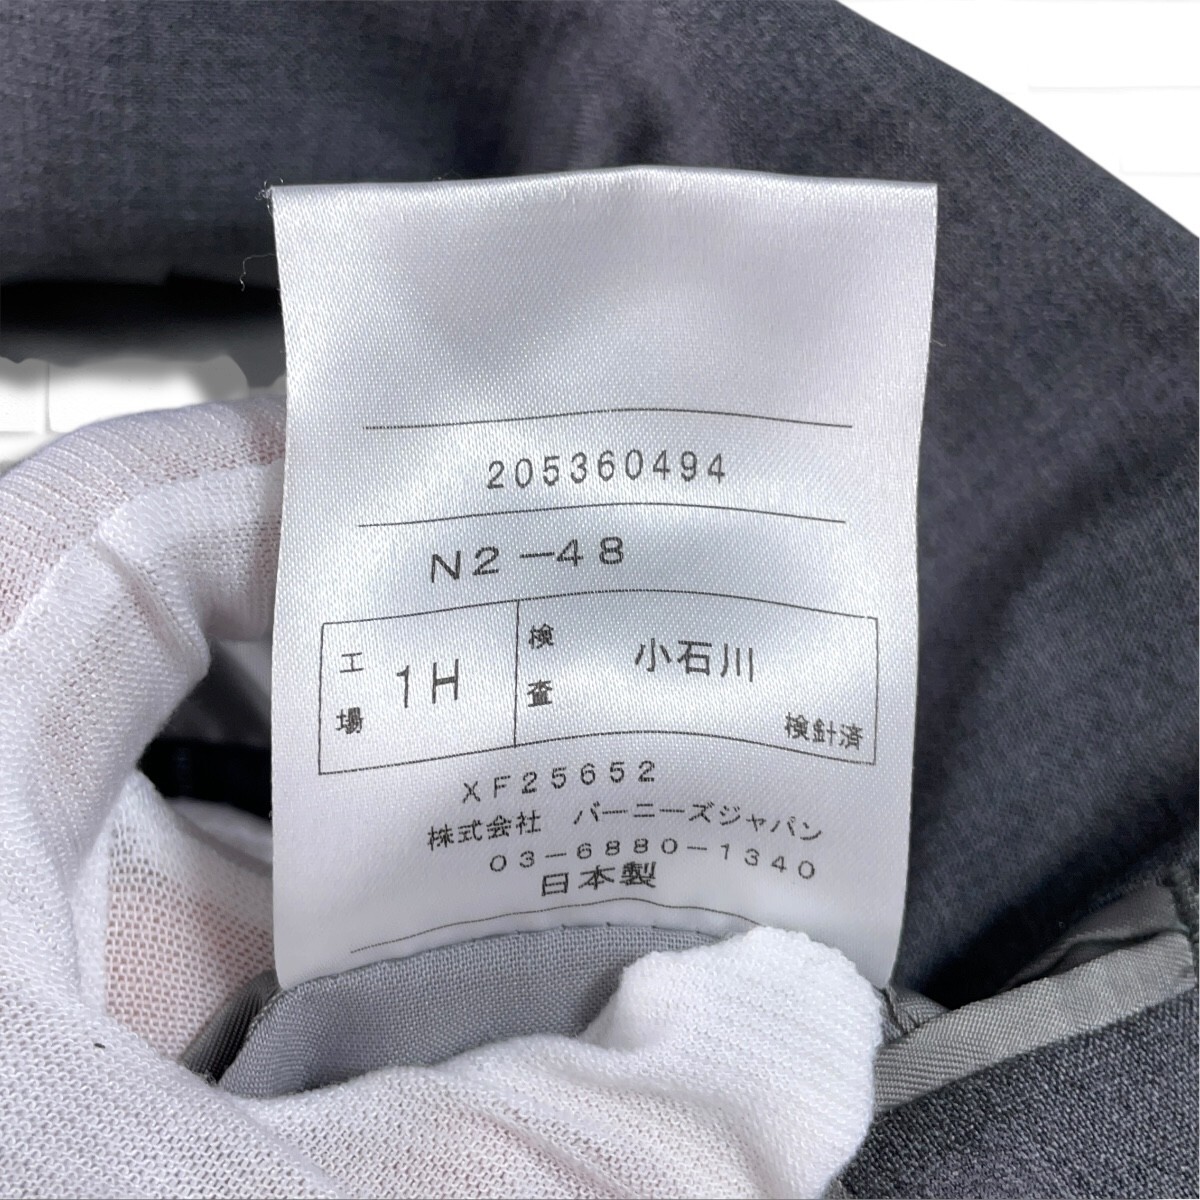 205360494
N2-48
工場 1H 検査 小石川
検針済
XF25652
株式会社 バーニーズジャパン
03-6880-1340
日本製